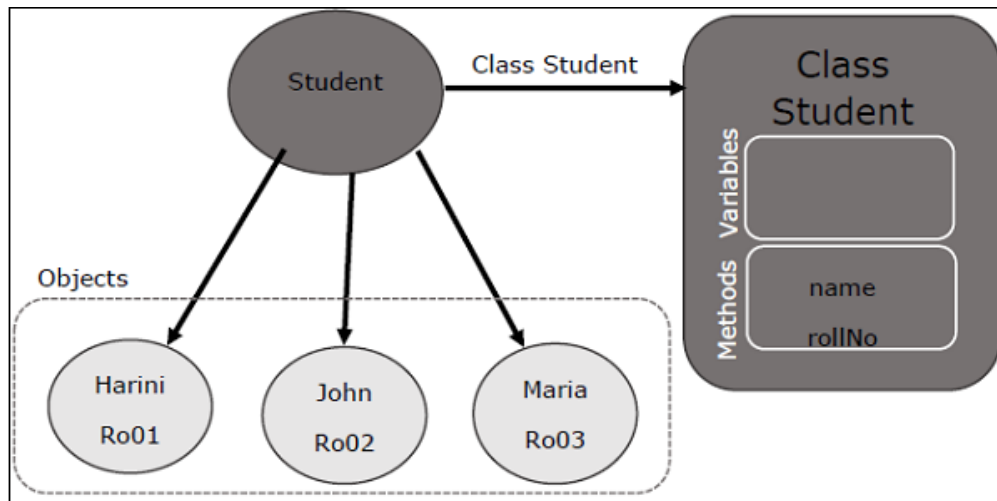 Student
Class Student
Class
Student
Variables
Methods
name
rollNo
Objects
Harini
Ro01
John
Ro02
Maria
Ro03